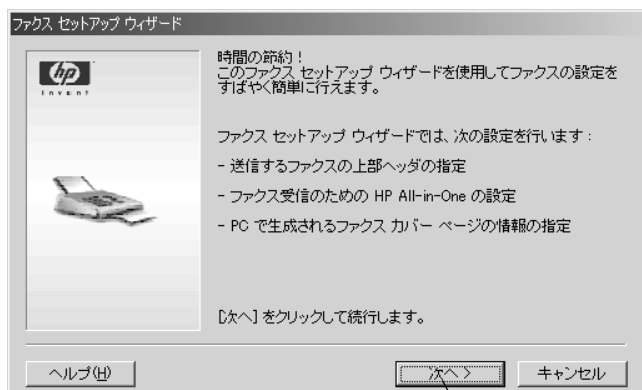 ファクス セットアップ ウィザード
hp
invent
時間の節約！
このファクス セットアップ ウィザードを使用してファクスの設定を
すばやく簡単に行えます。
ファクス セットアップ ウィザードでは、次の設定を行います：
- 送信するファクスの上部ヘッダの指定
- ファクス受信のための HP All-in-One の設定
- PC で生成されるファクス カバー ページの情報の指定
[次へ] をクリックして続行します。
ヘルプ(H)
次へ >
キャンセル